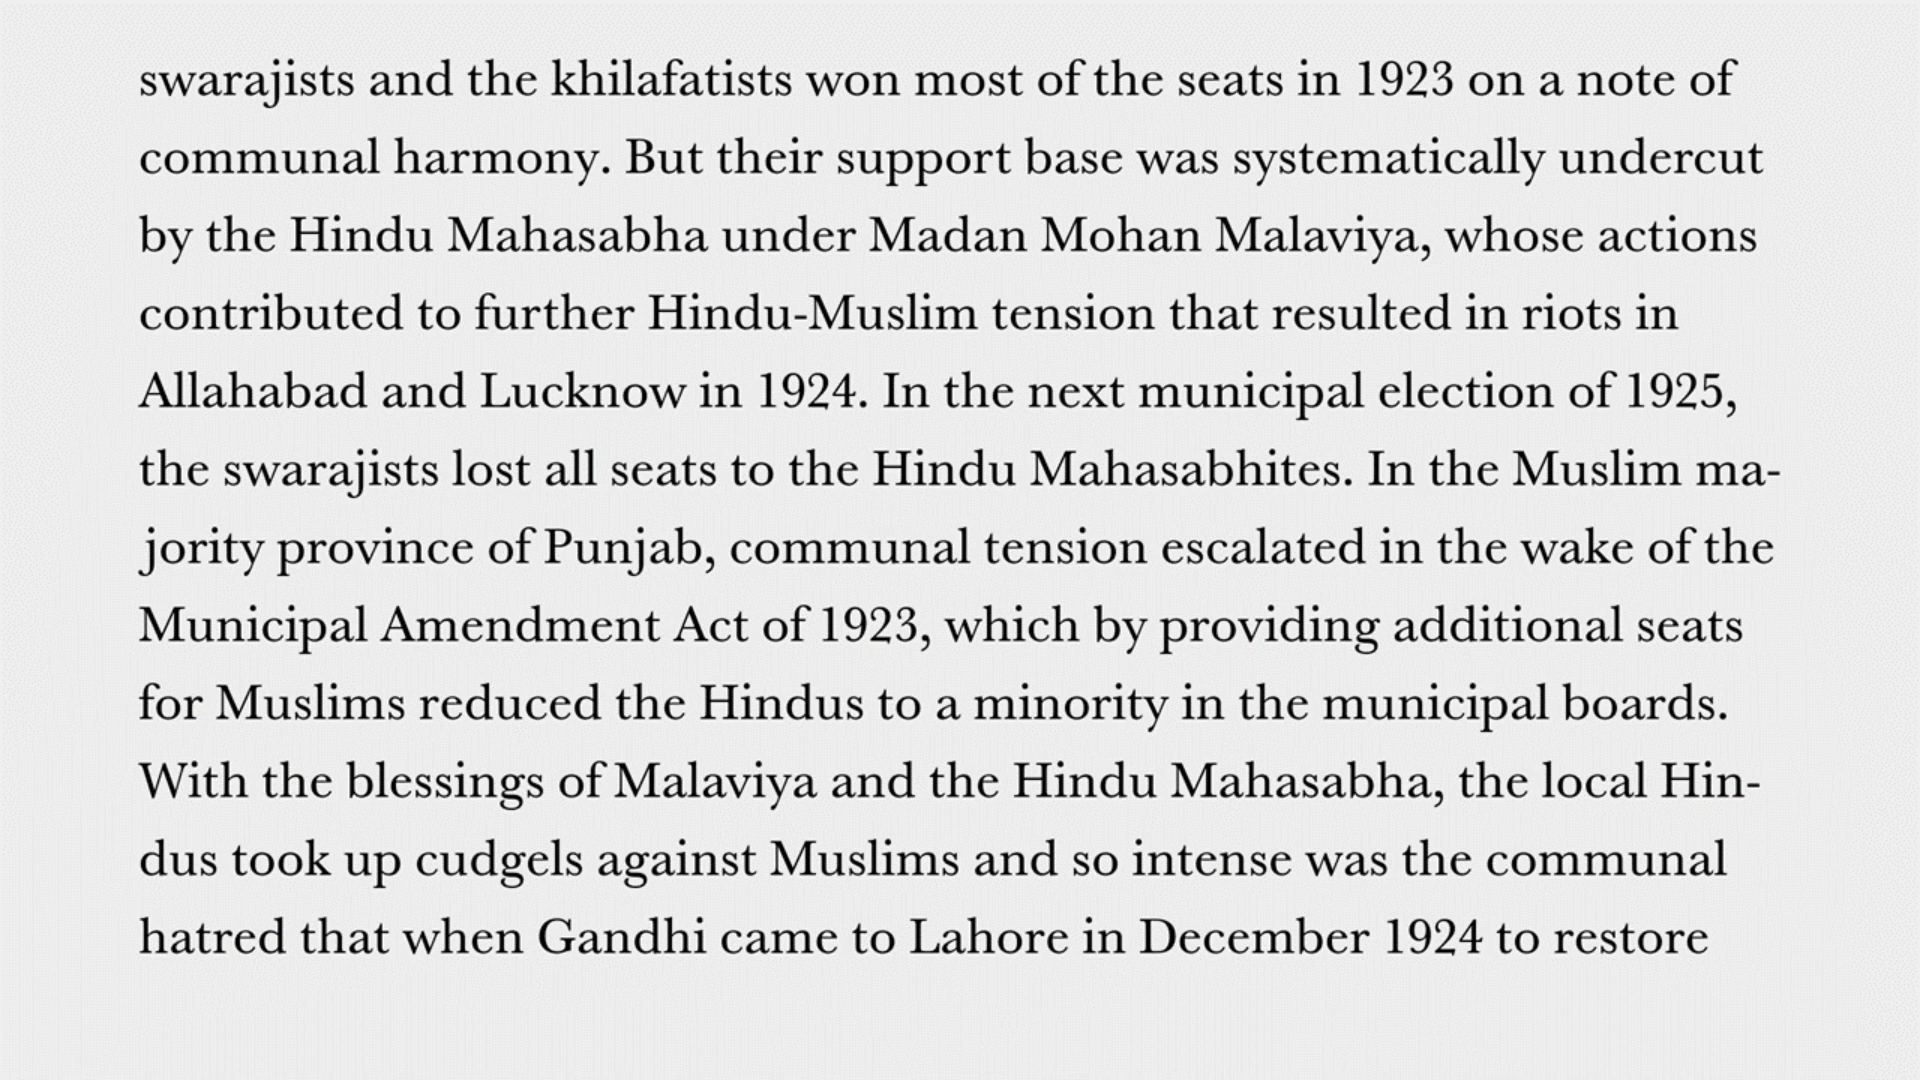 swarajists and the khilafatists won most of the seats in 1923 on a note of
communal harmony. But their support base was systematically undercut
by the Hindu Mahasabha under Madan Mohan Malaviya, whose actions
contributed to further Hindu-Muslim tension that resulted in riots in
Allahabad and Lucknow in 1924. In the next municipal election of 1925,
the swarajists lost all seats to the Hindu Mahasabhites. In the Muslim ma-
jority province of Punjab, communal tension escalated in the wake of the
Municipal Amendment Act of 1923, which by providing additional seats
for Muslims reduced the Hindus to a minority in the municipal boards.
With the blessings of Malaviya and the Hindu Mahasabha, the local Hin-
dus took up cudgels against Muslims and so intense was the communal
hatred that when Gandhi came to Lahore in December 1924 to restore